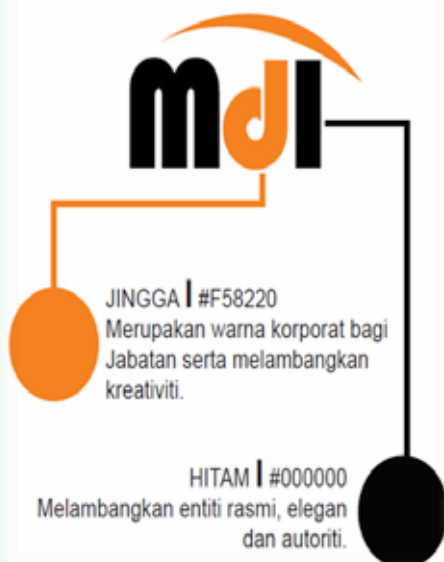 MdI
JINGGA | #F58220
Merupakan warna korporat bagi
Jabatan serta melambangkan
kreativiti.
HITAM | #000000
Melambangkan entiti rasmi, elegan
dan autoriti.